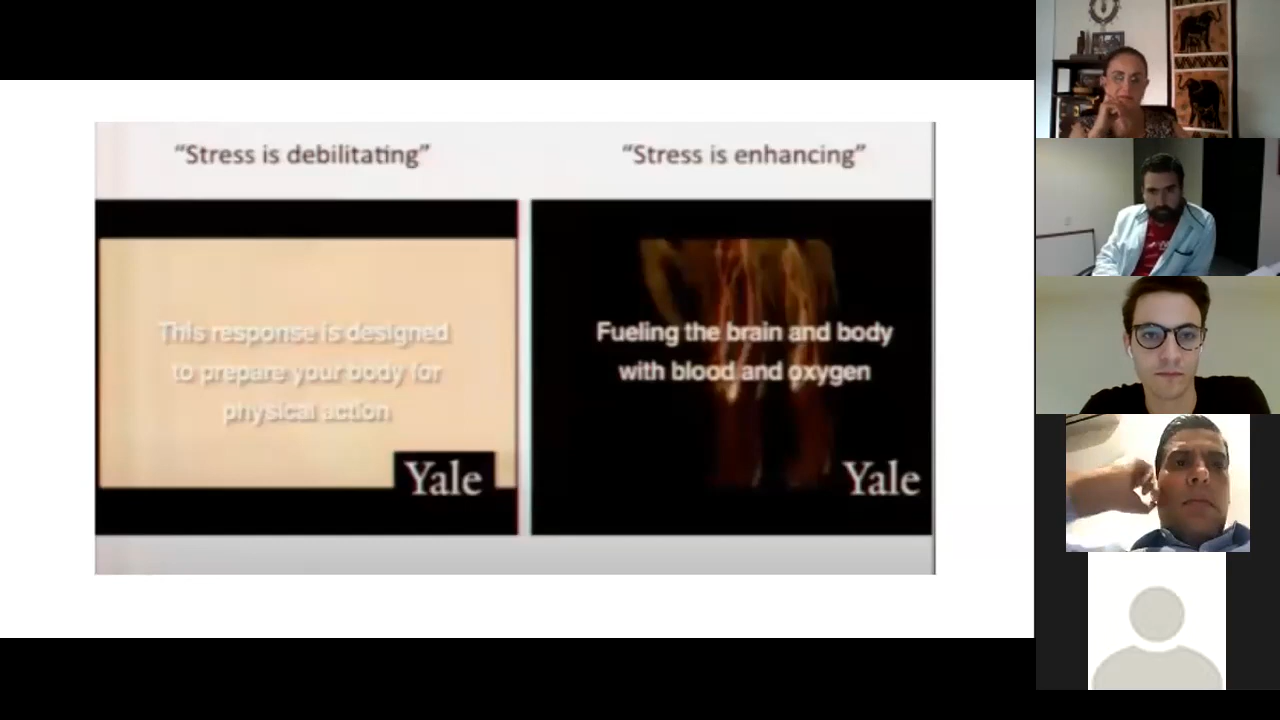 “Stress is debilitating”
“Stress is enhancing”
This response is designed
to prepare your body for
physical action
Yale
Fueling the brain and body
with blood and oxygen
Yale